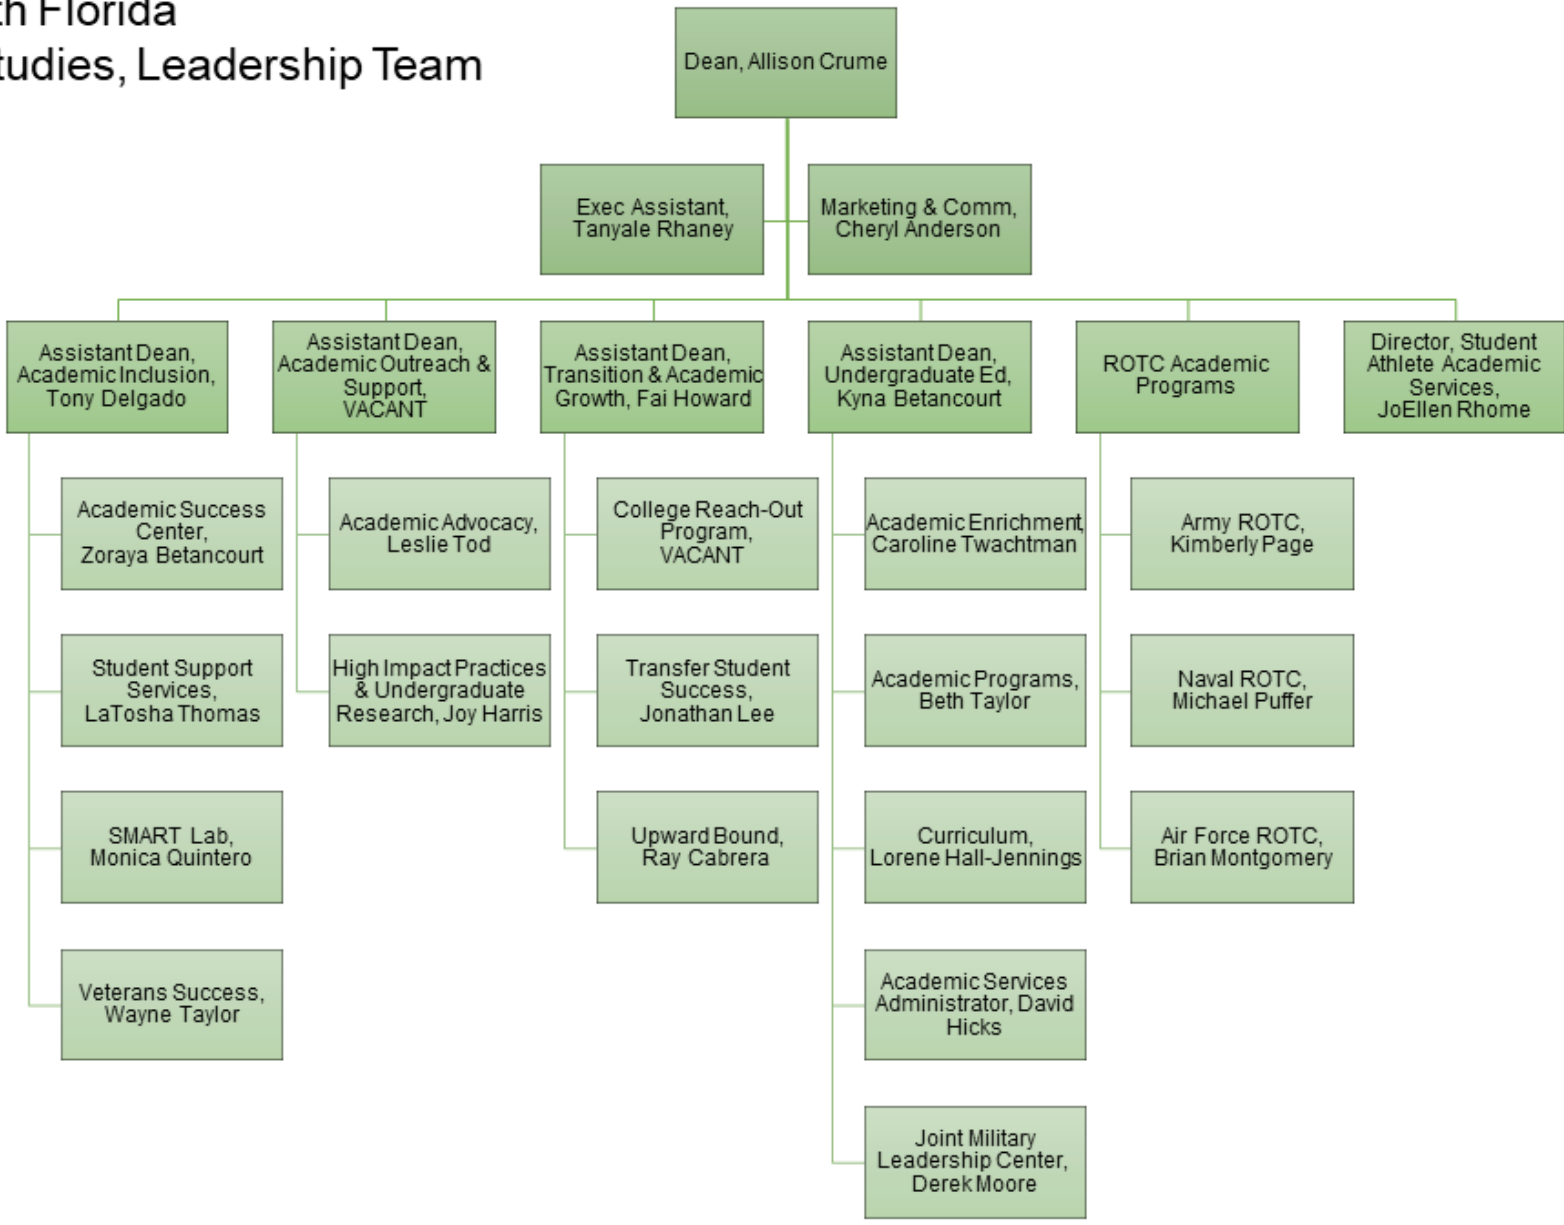 th Florida
tudies, Leadership Team
Dean, Allison Crume
Exec Assistant,
Tanyale Rhaney
Marketing & Comm,
Cheryl Anderson
Assistant Dean,
Academic Inclusion,
Tony Delgado
Assistant Dean,
Academic Outreach &
Support,
VACANT
Assistant Dean,
Transition & Academic
Growth, Fai Howard
Assistant Dean,
Undergraduate Ed,
Kyna Betancourt
ROTC Academic
Programs
Director, Student
Athlete Academic
Services,
JoEllen Rhome
Academic Success
Center,
Zoraya Betancourt
Student Support
Services,
LaTosha Thomas
SMART Lab,
Monica Quintero
Veterans Success,
Wayne Taylor
Academic Advocacy,
Leslie Tod
High Impact Practices
& Undergraduate
Research, Joy Harris
College Reach-Out
Program,
VACANT
Transfer Student
Success,
Jonathan Lee
Upward Bound,
Ray Cabrera
Academic Enrichment,
Caroline Twachtman
Academic Programs,
Beth Taylor
Curriculum,
Lorene Hall-Jennings
Academic Services
Administrator, David
Hicks
Joint Military
Leadership Center,
Derek Moore
Army ROTC,
Kimberly Page
Naval ROTC,
Michael Puffer
Air Force ROTC,
Brian Montgomery